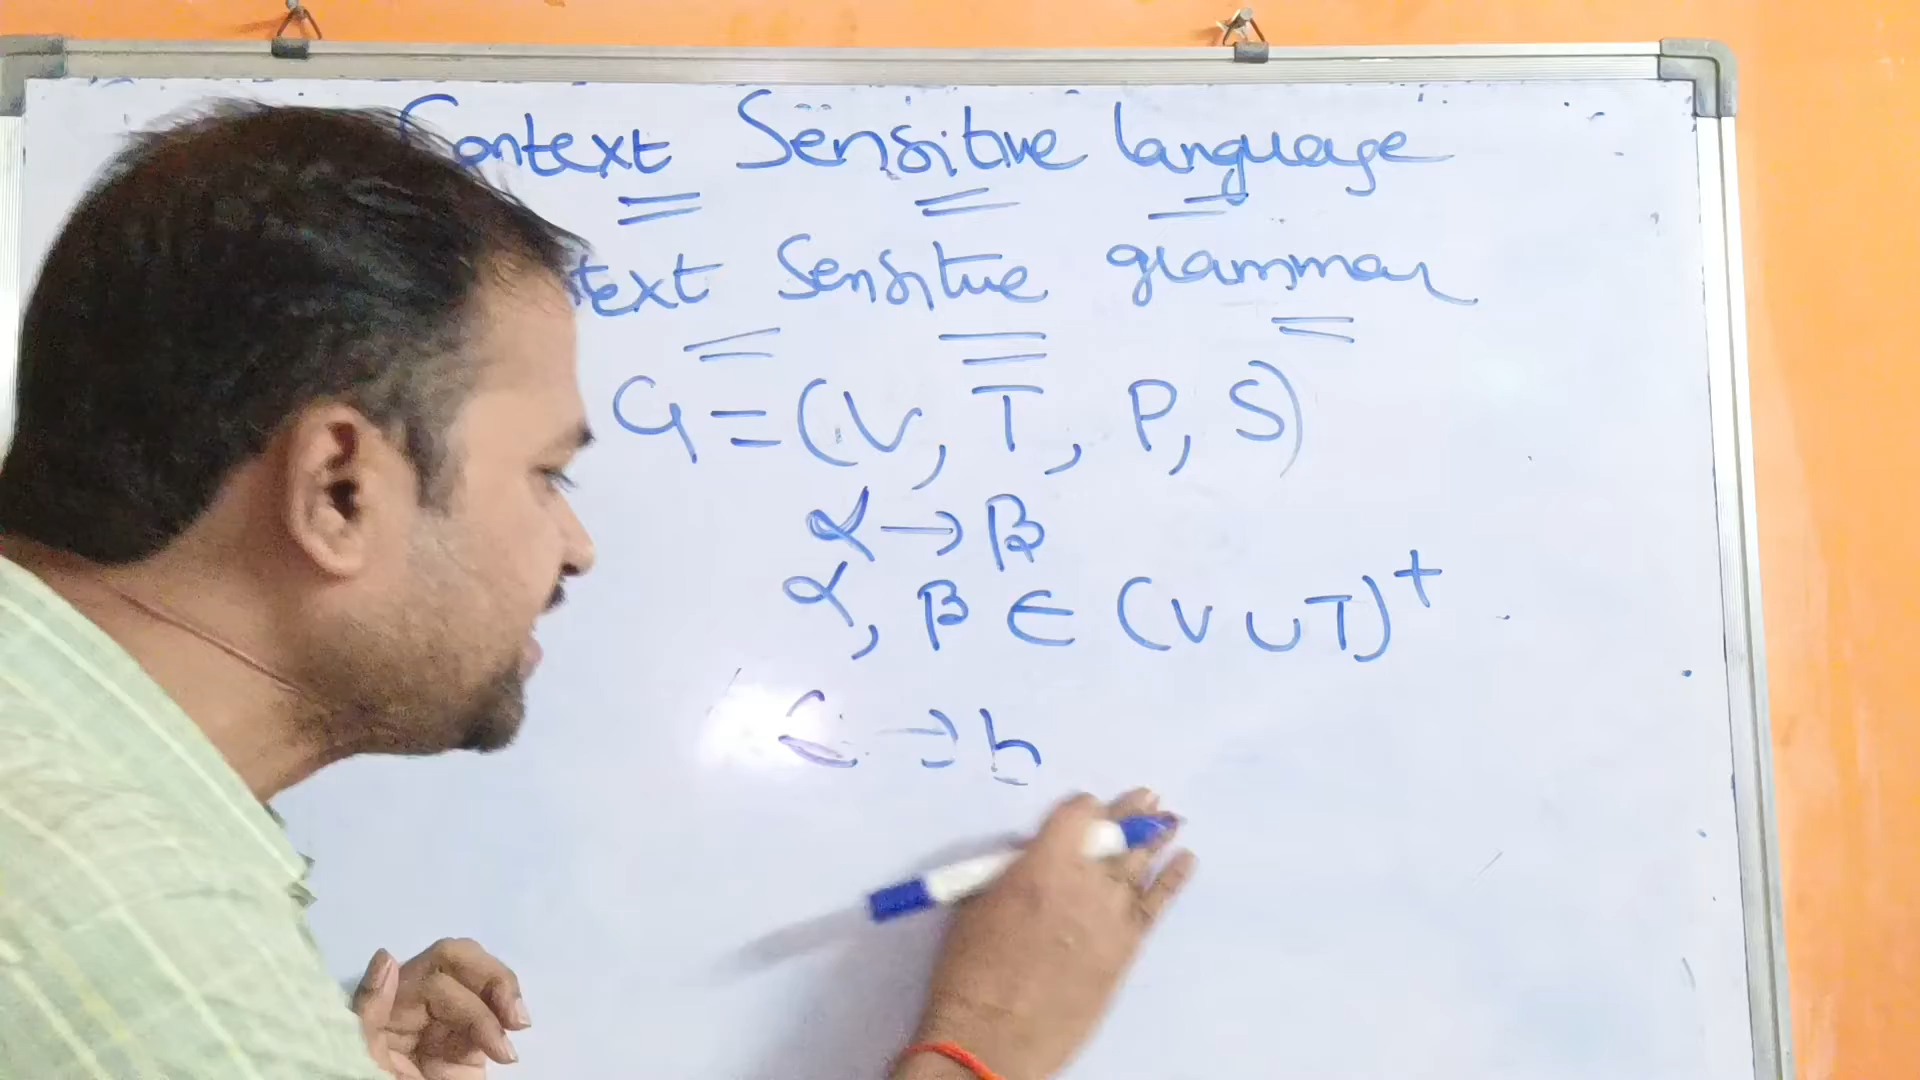 Context Sensitive language
text Sensitive grammar
G = (V, T, P, S)
α → β
α, β ∈ (V ∪ T)⁺
→